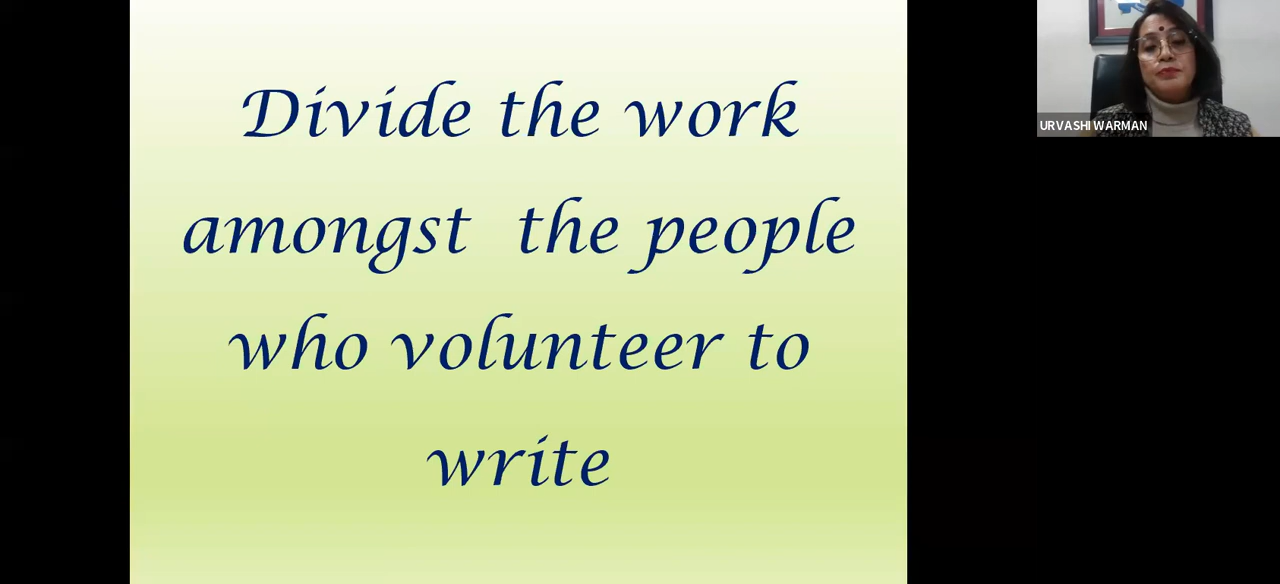 Divide the work
amongst the people
who volunteer to
write
URVASHI WARMAN